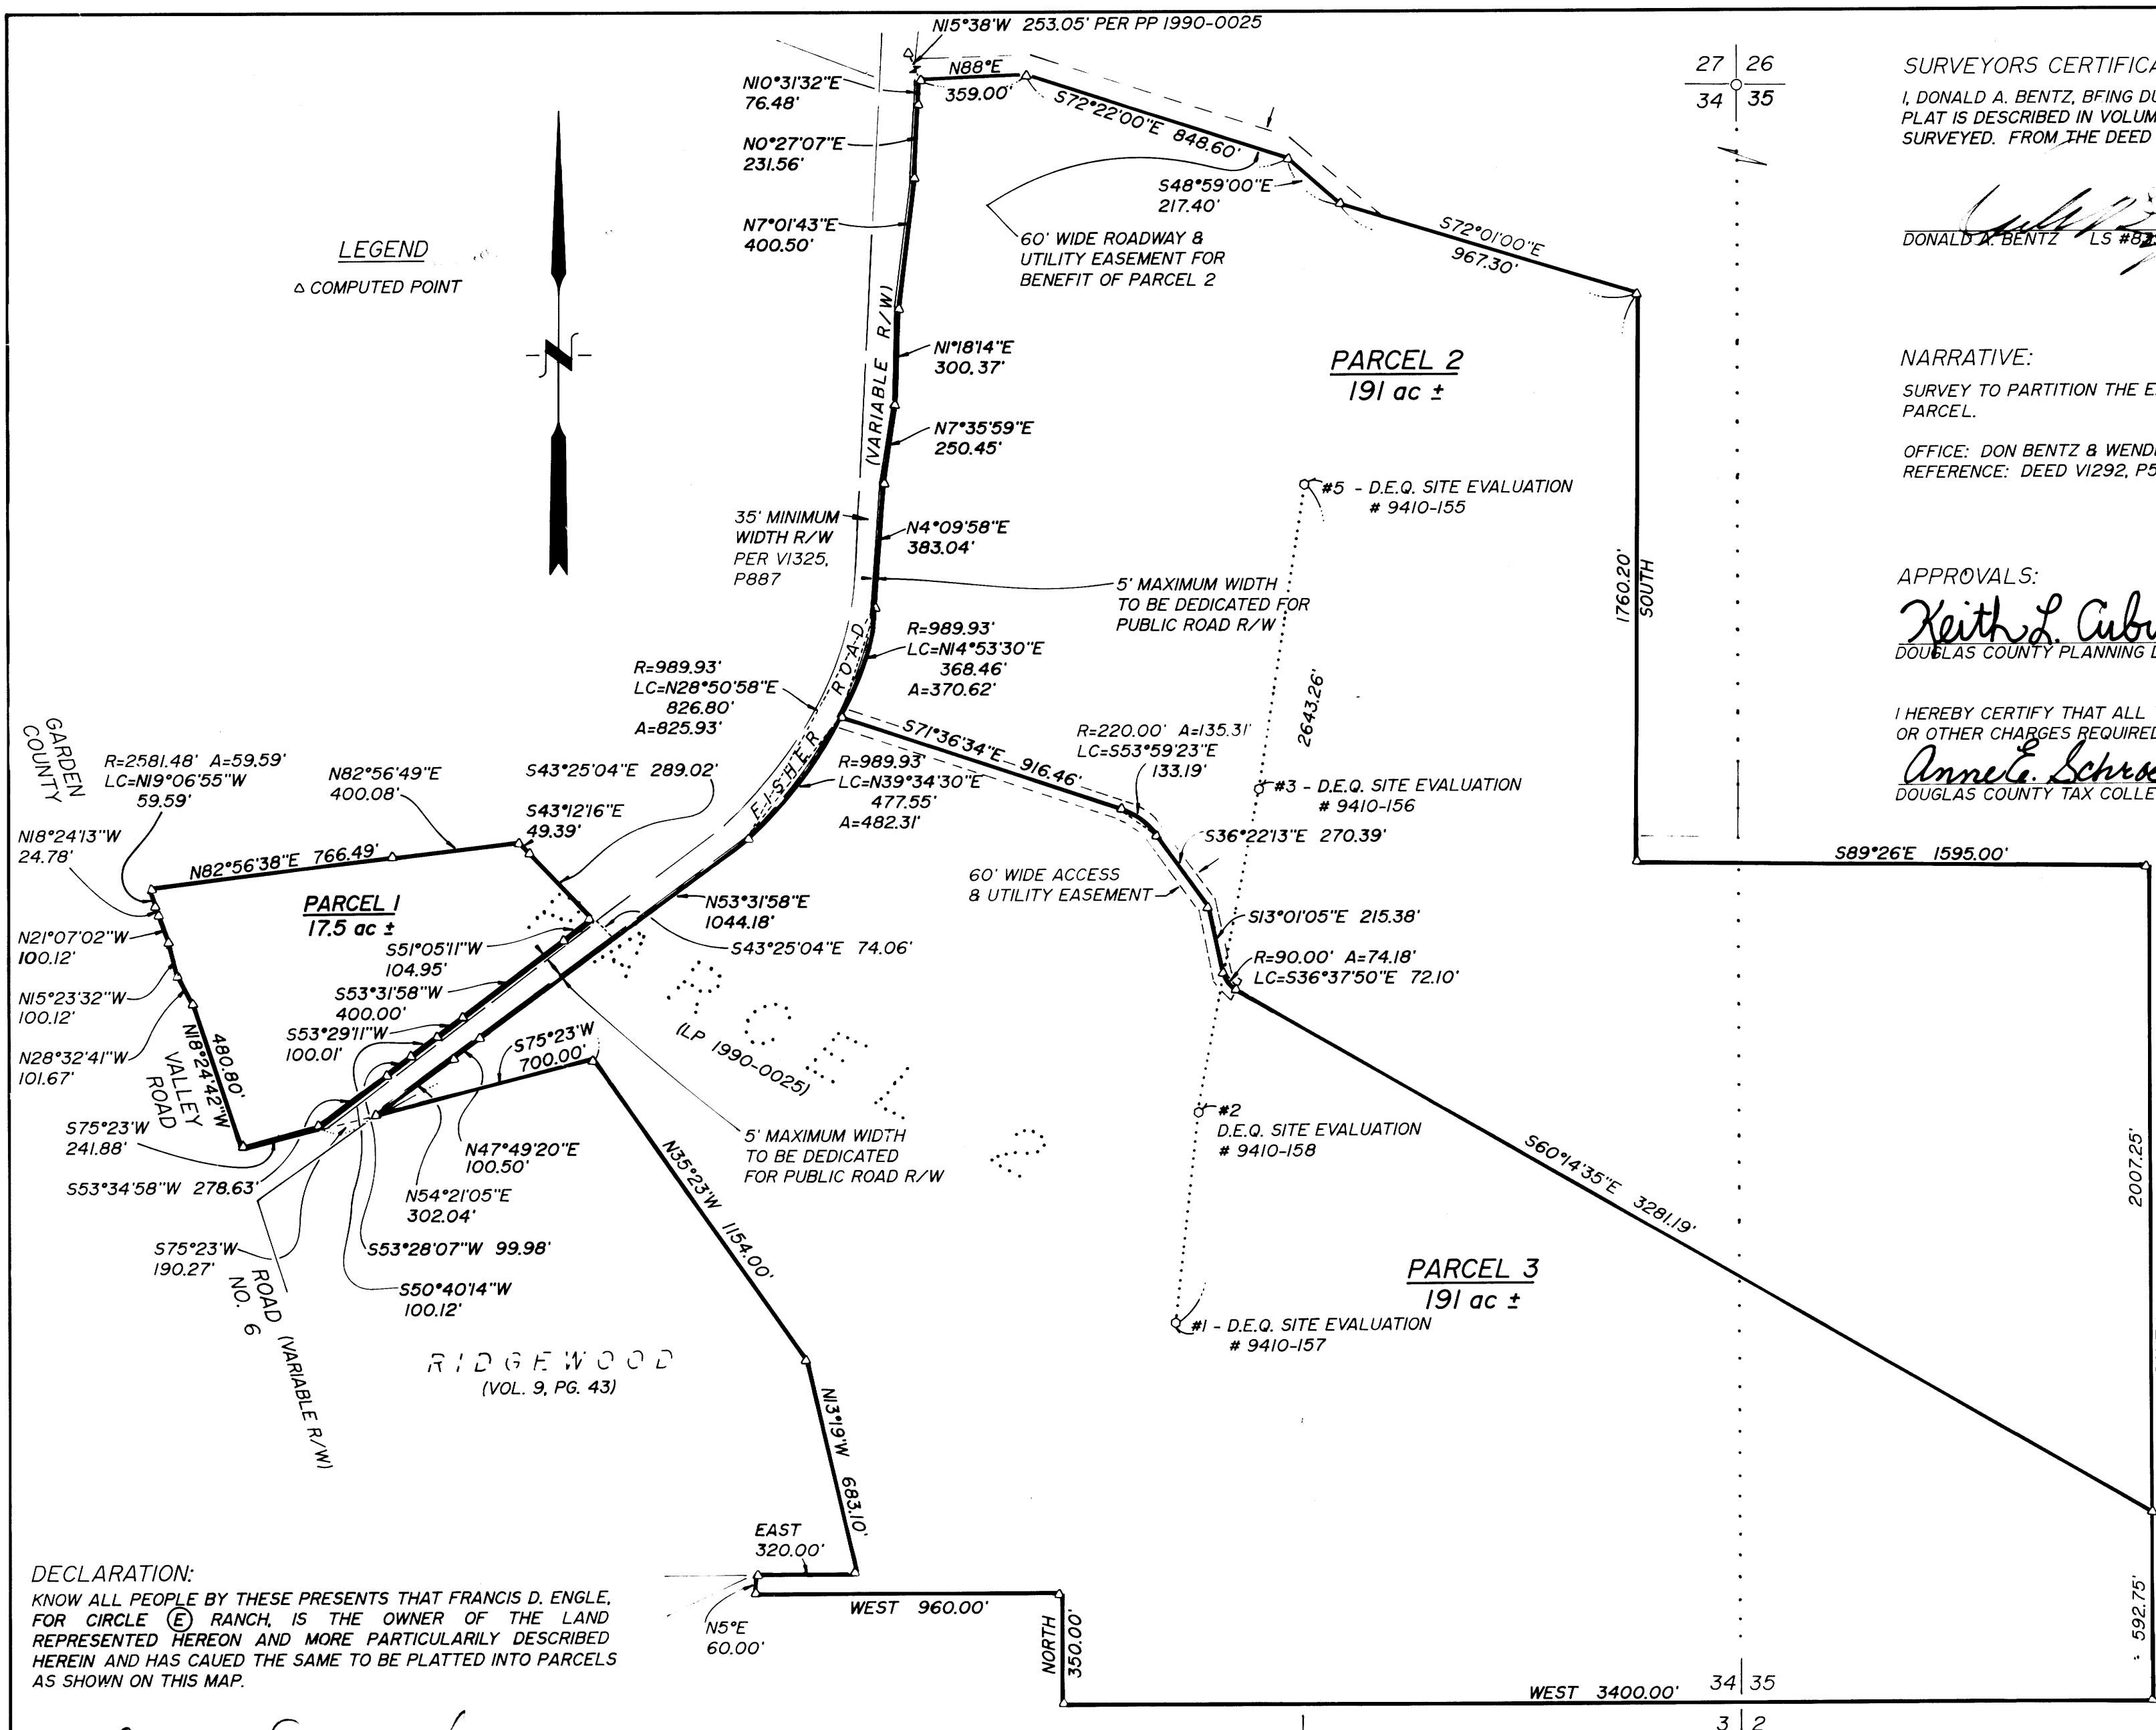 N15°38'W 253.05' PER PP 1990-0025
N10°31'32"E
76.48'
N88°E
359.00'
S72°22'00"E 848.60'
N0°27'07"E
231.56'
S48°59'00"E
217.40'
N7°01'43"E
400.50'
60' WIDE ROADWAY &
UTILITY EASEMENT FOR
BENEFIT OF PARCEL 2
S72°01'00"E
967.30'
27 26
34 35
SURVEYORS CERTIFICA
I, DONALD A. BENTZ, BEING DU
PLAT IS DESCRIBED IN VOLUM
SURVEYED. FROM THE DEED
DONALD A. BENTZ LS
LEGEND
△ COMPUTED POINT
N
(VARIABLE R/W)
N1°18'14"E
300.37'
PARCEL 2
191 ac ±
NARRATIVE:
SURVEY TO PARTITION THE E
PARCEL.
OFFICE: DON BENTZ & WEND
REFERENCE: DEED V1292, P5
N7°35'59"E
250.45'
#5 - D.E.Q. SITE EVALUATION
# 9410-155
35' MINIMUM
WIDTH R/W
PER V1325,
P887
N4°09'58"E
383.04'
1760.20'
SOUTH
5' MAXIMUM WIDTH
TO BE DEDICATED FOR
PUBLIC ROAD R/W
APPROVALS:
Keith L. Cubi
DOUGLAS COUNTY PLANNING D
R=989.93'
LC=N14°53'30"E
368.46'
A=370.62'
R=989.93'
LC=N28°50'58"E
826.80'
A=825.93'
FISHER ROAD
2643.26'
I HEREBY CERTIFY THAT ALL
OR OTHER CHARGES REQUIRED
Anne E. Schroe
DOUGLAS COUNTY TAX COLLE
S71°36'34"E 916.46'
R=220.00' A=135.31'
LC=S53°59'23"E
133.19'
GARDEN
COUNTY
R=2581.48' A=59.59'
LC=N19°06'55"W
59.59'
N82°56'49"E
400.08'
S43°25'04"E 289.02'
R=989.93'
LC=N39°34'30"E
477.55'
A=482.31'
#3 - D.E.Q. SITE EVALUATION
# 9410-156
S43°12'16"E
49.39'
N18°24'13"W
24.78'
N82°56'38"E 766.49'
S36°22'13"E 270.39'
S89°26'E 1595.00'
60' WIDE ACCESS
& UTILITY EASEMENT
PARCEL 1
17.5 ac ±
N53°31'58"E
1044.18'
S13°01'05"E 215.38'
N21°07'02"W
100.12'
S51°05'11"W
104.95'
S43°25'04"E 74.06'
R=90.00' A=74.18'
LC=S36°37'50"E 72.10'
N15°23'32"W
100.12'
S53°31'58"W
400.00'
PARCEL 2
(LP 1990-0025)
S53°29'11"W
100.01'
S75°23'W
700.00'
N28°32'41"W
101.67'
480.80'
N18°24'42"W
VALLEY
ROAD
S75°23'W
241.88'
N47°49'20"E
100.50'
5' MAXIMUM WIDTH
TO BE DEDICATED
FOR PUBLIC ROAD R/W
#2
D.E.Q. SITE EVALUATION
# 9410-158
N35°23'W 1154.00'
S60°14'35"E 3281.19'
2007.25'
S53°34'58"W 278.63'
N54°21'05"E
302.04'
S75°23'W
190.27'
S53°28'07"W 99.98'
S50°40'14"W
100.12'
ROAD (VARIABLE R/W)
NO. 6
PARCEL 3
191 ac ±
#1 - D.E.Q. SITE EVALUATION
# 9410-157
RIDGEWOOD
(VOL. 9, PG. 43)
N13°19'W 683.10'
EAST
320.00'
DECLARATION:
KNOW ALL PEOPLE BY THESE PRESENTS THAT FRANCIS D. ENGLE,
FOR CIRCLE Ⓔ RANCH, IS THE OWNER OF THE LAND
REPRESENTED HEREON AND MORE PARTICULARILY DESCRIBED
HEREIN AND HAS CAUED THE SAME TO BE PLATTED INTO PARCELS
AS SHOWN ON THIS MAP.
WEST 960.00'
N5°E
60.00'
NORTH
350.00'
592.75'
WEST 3400.00'
34 35
3 2